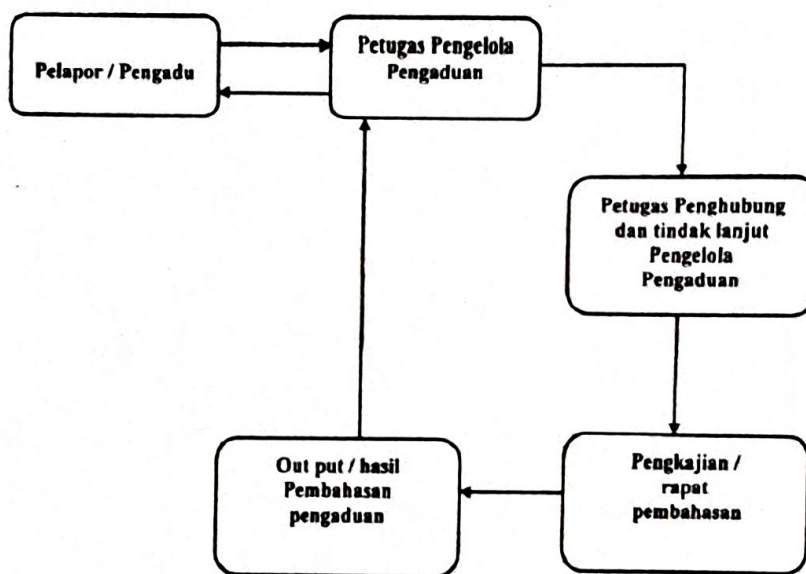 Pelapor / Pengadu
Petugas Pengelola
Pengaduan
Petugas Penghubung
dan tindak lanjut
Pengelola
Pengaduan
Pengkajian /
rapat
pembahasan
Out put / hasil
Pembahasan
pengaduan